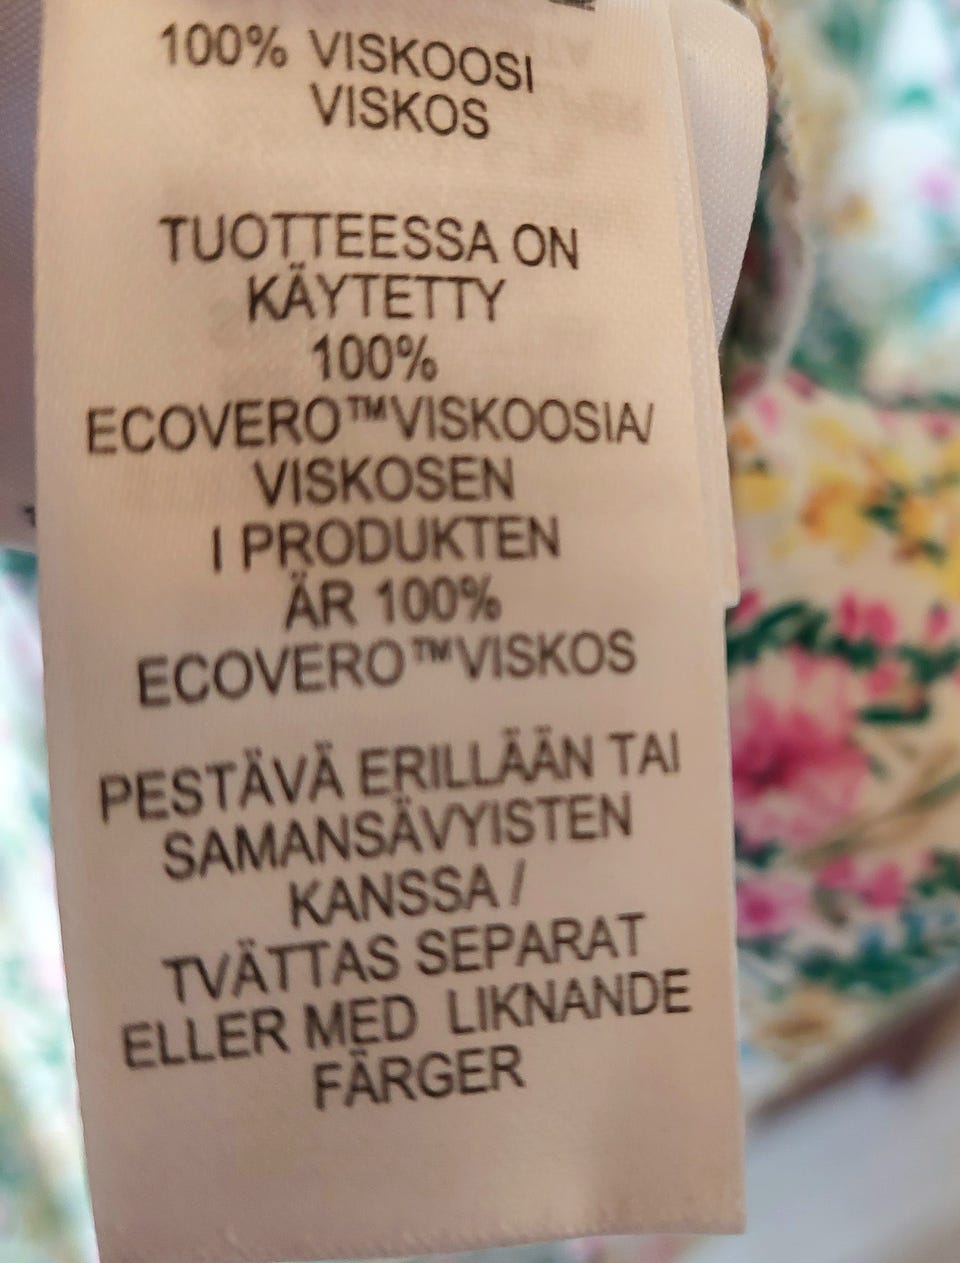 100% VISKOOSI
VISKOS
TUOTTEESSA ON
KÄYTETTY
100%
ECOVERO™VISKOOSIA/
VISKOSEN
I PRODUKTEN
ÄR 100%
ECOVERO™VISKOS
PESTÄVÄ ERILLÄÄN TAI
SAMANSÄVYISTEN
KANSSA /
TVÄTTAS SEPARAT
ELLER MED LIKNANDE
FÄRGER